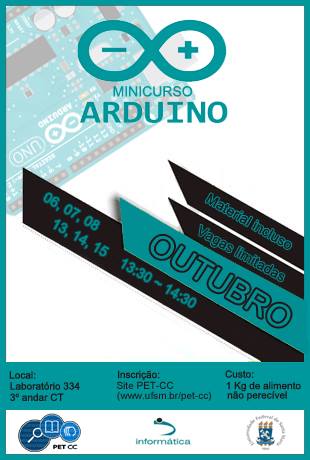 MINICURSO
ARDUINO
UNO
ARDUINO
Material incluso
Vagas limitadas
OUTUBRO
06, 07, 08
13, 14, 15
13:30 ~ 14:30
Local:
Laboratório 334
3º andar CT
Inscrição:
Site PET-CC
(www.ufsm.br/pet-cc)
Custo:
1 Kg de alimento
não perecível
PET CC
informática